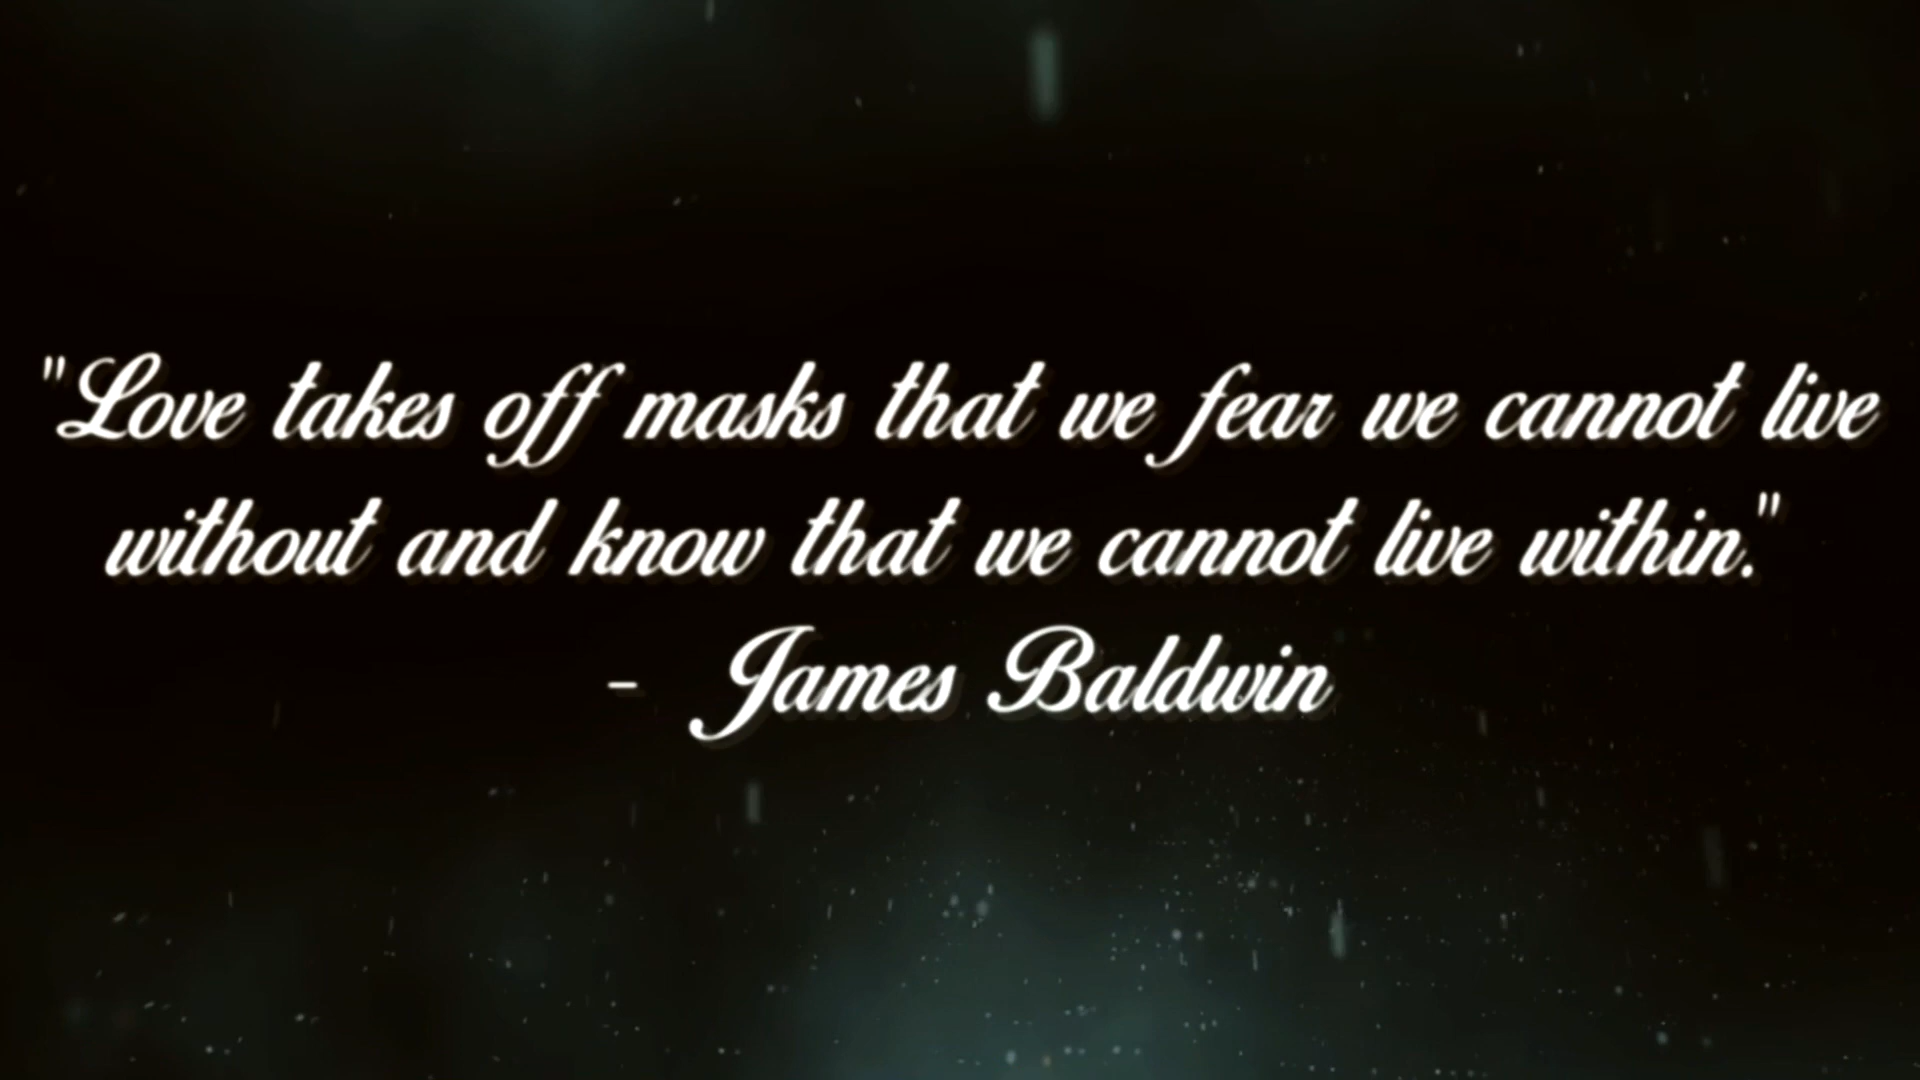 "Love takes off masks that we fear we cannot live
without and know that we cannot live within."
- James Baldwin